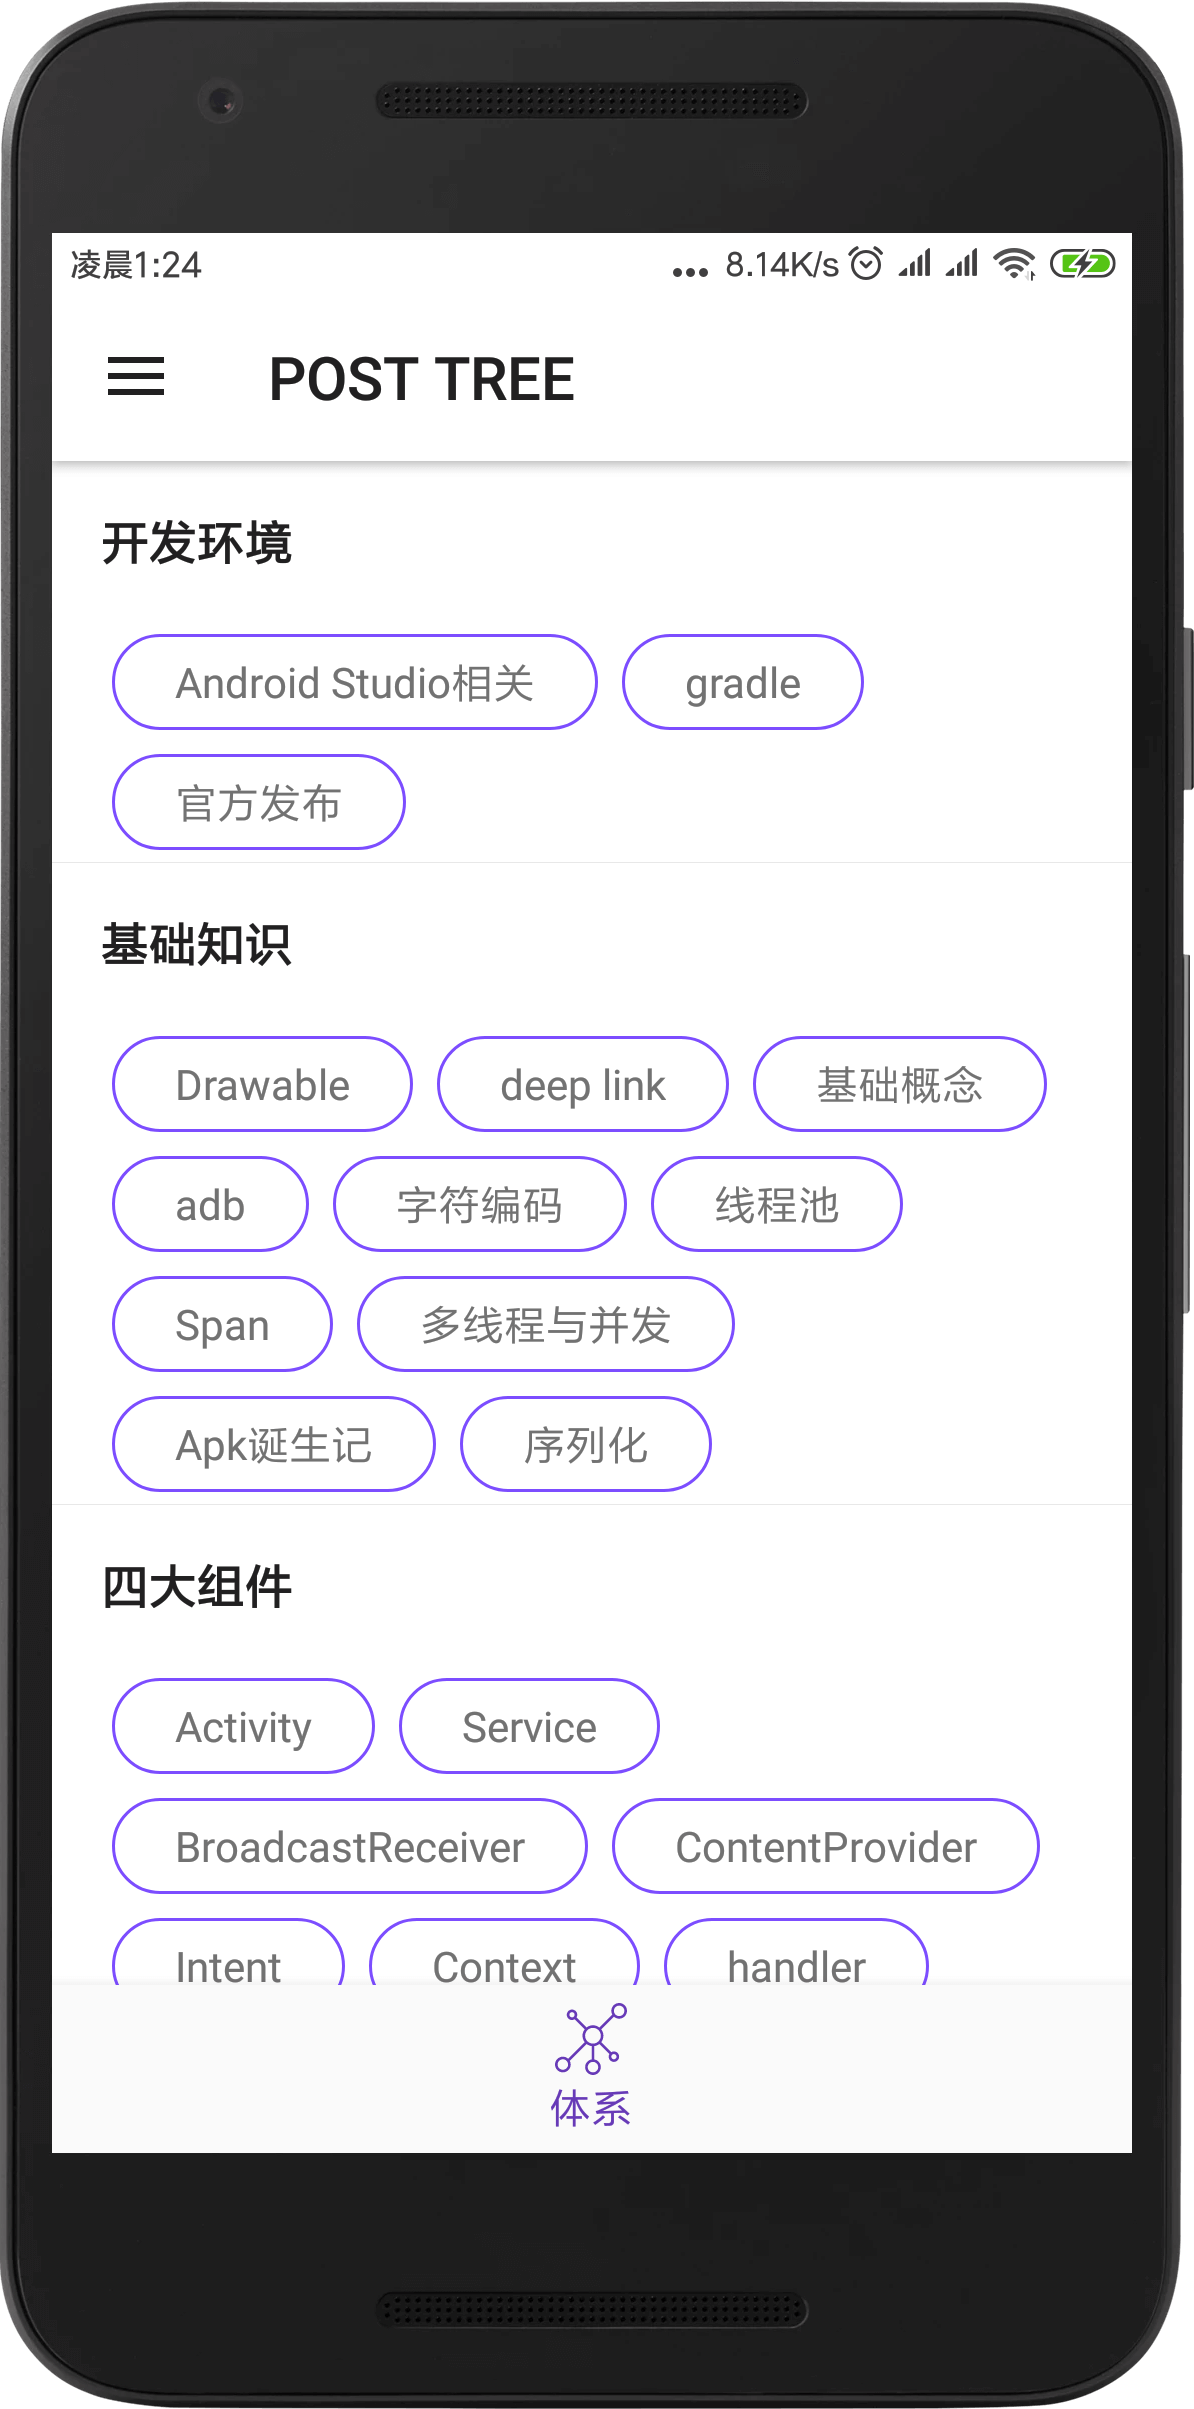 凌晨1:24 ... 8.14K/s
POST TREE
开发环境
Android Studio相关 gradle
官方发布
基础知识
Drawable deep link 基础概念
adb 字符编码 线程池
Span 多线程与并发
Apk诞生记 序列化
四大组件
Activity Service
BroadcastReceiver ContentProvider
Intent Context handler
体系